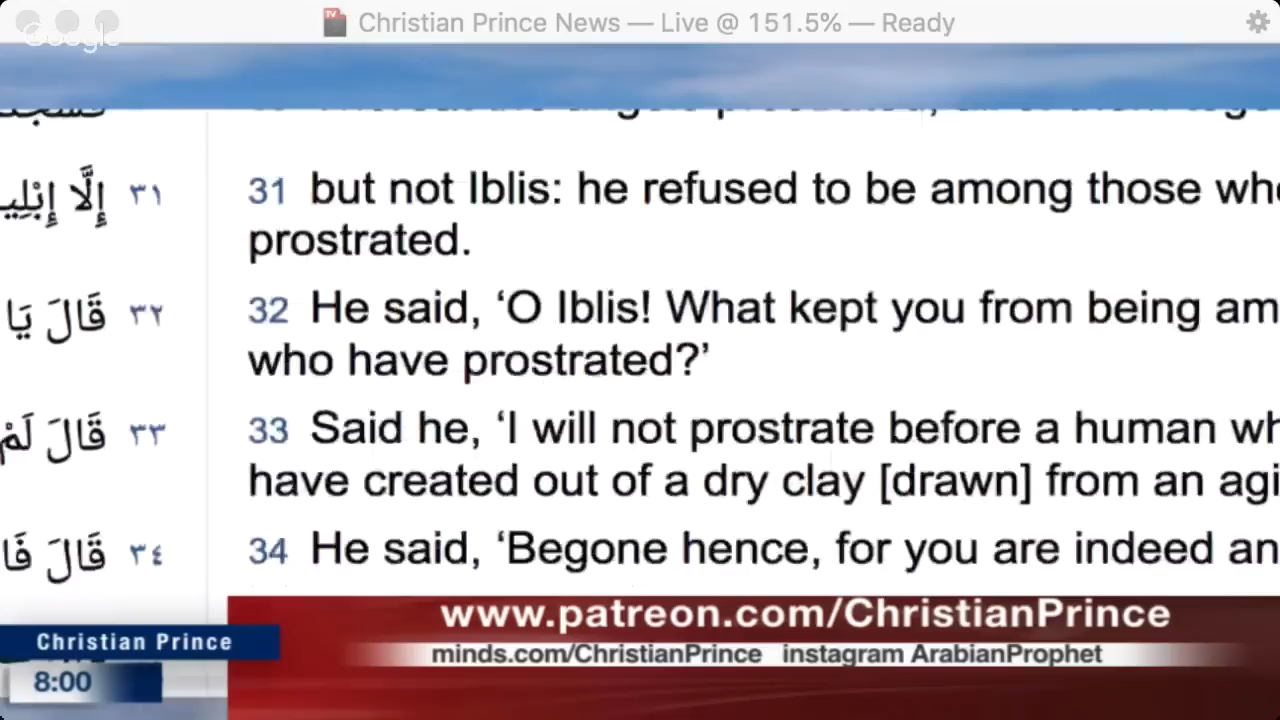 Christian Prince News — Live @ 151.5% — Ready
Google
إِلَّا ٣١
31 but not Iblis: he refused to be among those
prostrated.
قَالَ يَا ٣٢
32 He said, ‘O Iblis! What kept you from being
who have prostrated?’
قَالَ لَمْ ٣٣
33 Said he, ‘I will not prostrate before a human
have created out of a dry clay [drawn] from an
قَالَ ٣٤
34 He said, ‘Begone hence, for you are indeed an
www.patreon.com/ChristianPrince
Christian Prince
minds.com/ChristianPrince instagram ArabianProphet
8:00